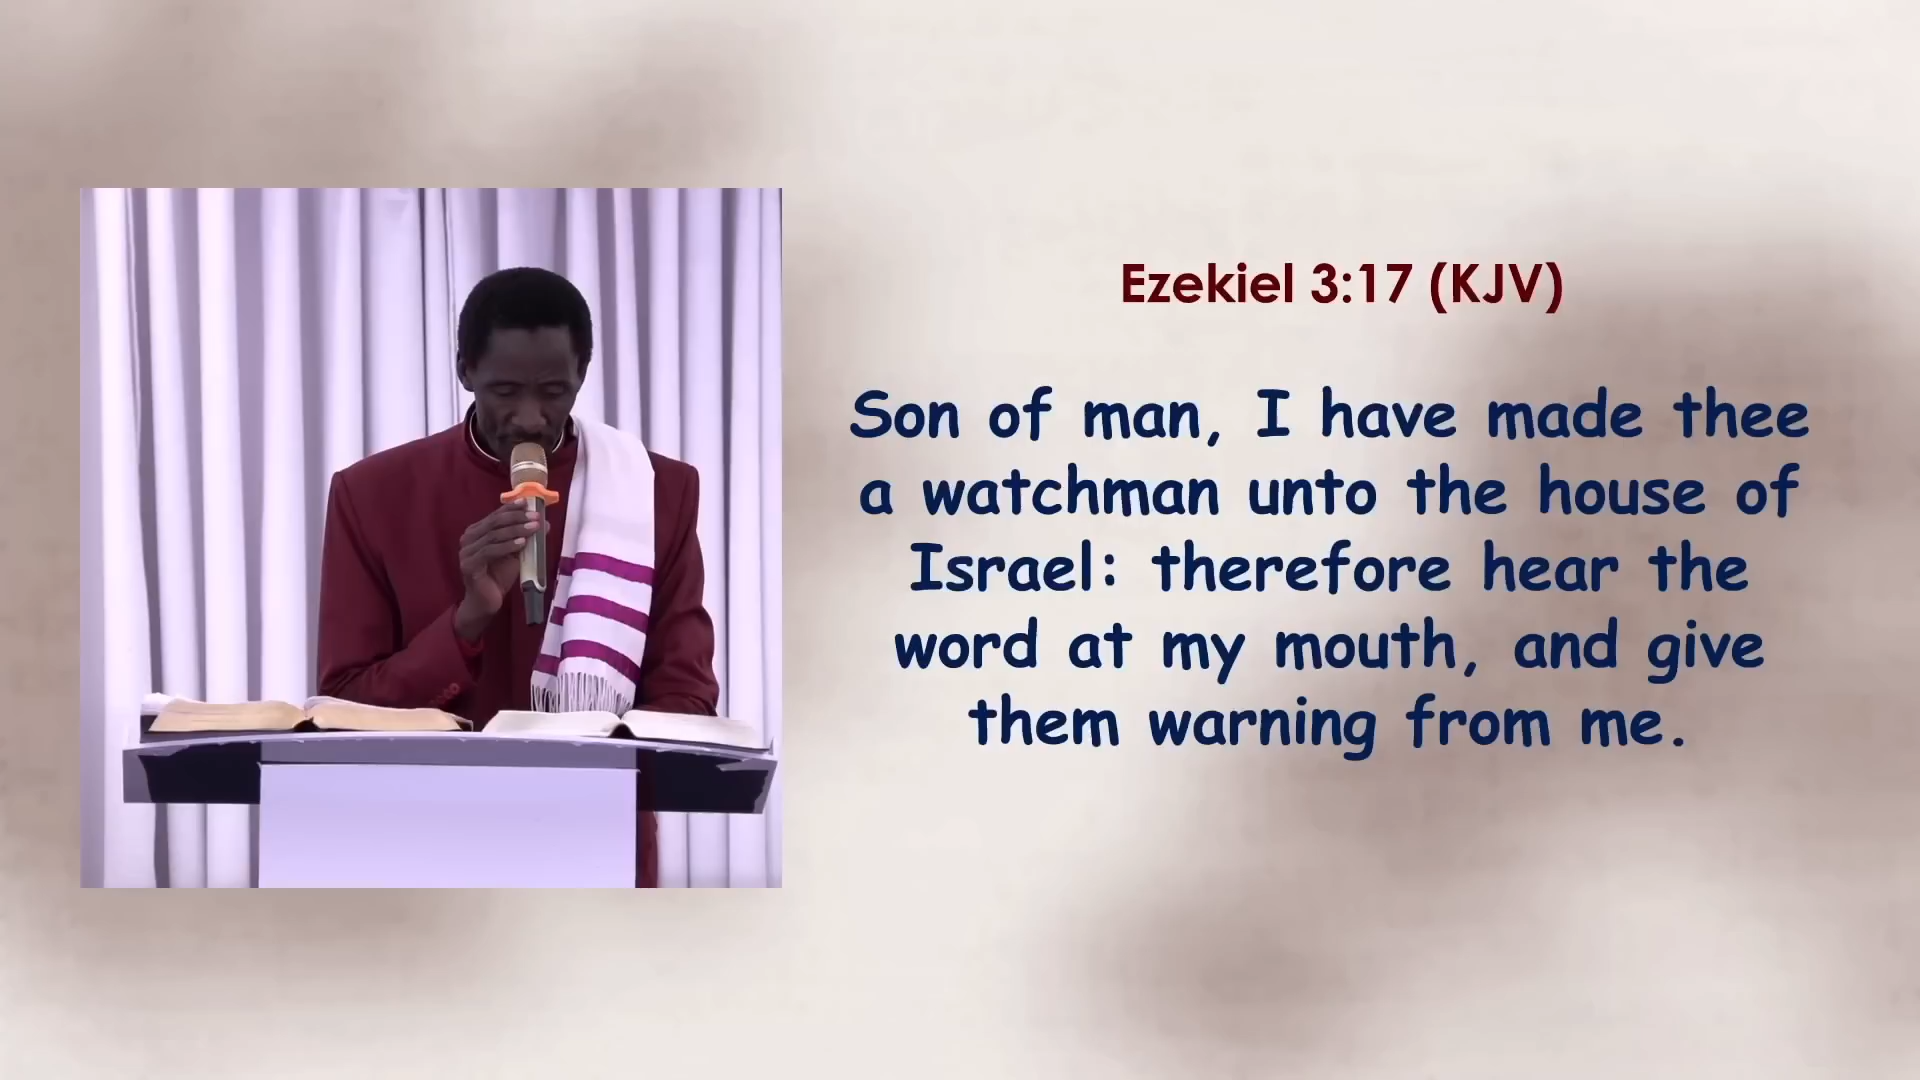 Ezekiel 3:17 (KJV)
Son of man, I have made thee
a watchman unto the house of
Israel: therefore hear the
word at my mouth, and give
them warning from me.